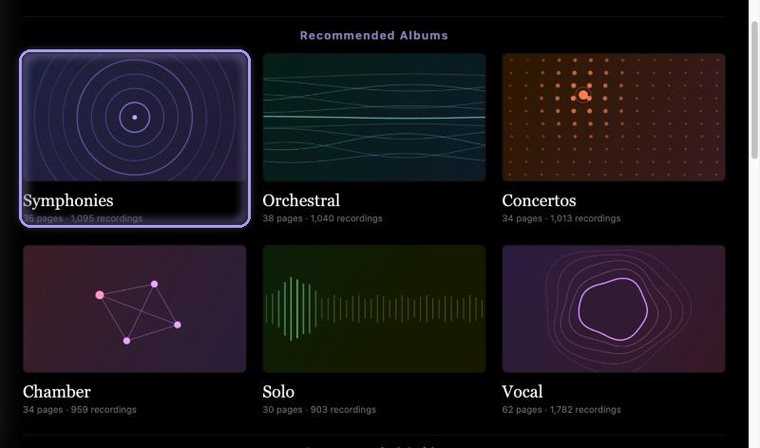 Recommended Albums
Symphonies
35 pages · 1,095 recordings
Orchestral
38 pages · 1,040 recordings
Concertos
34 pages · 1,013 recordings
Chamber
34 pages · 959 recordings
Solo
30 pages · 903 recordings
Vocal
62 pages · 1,782 recordings